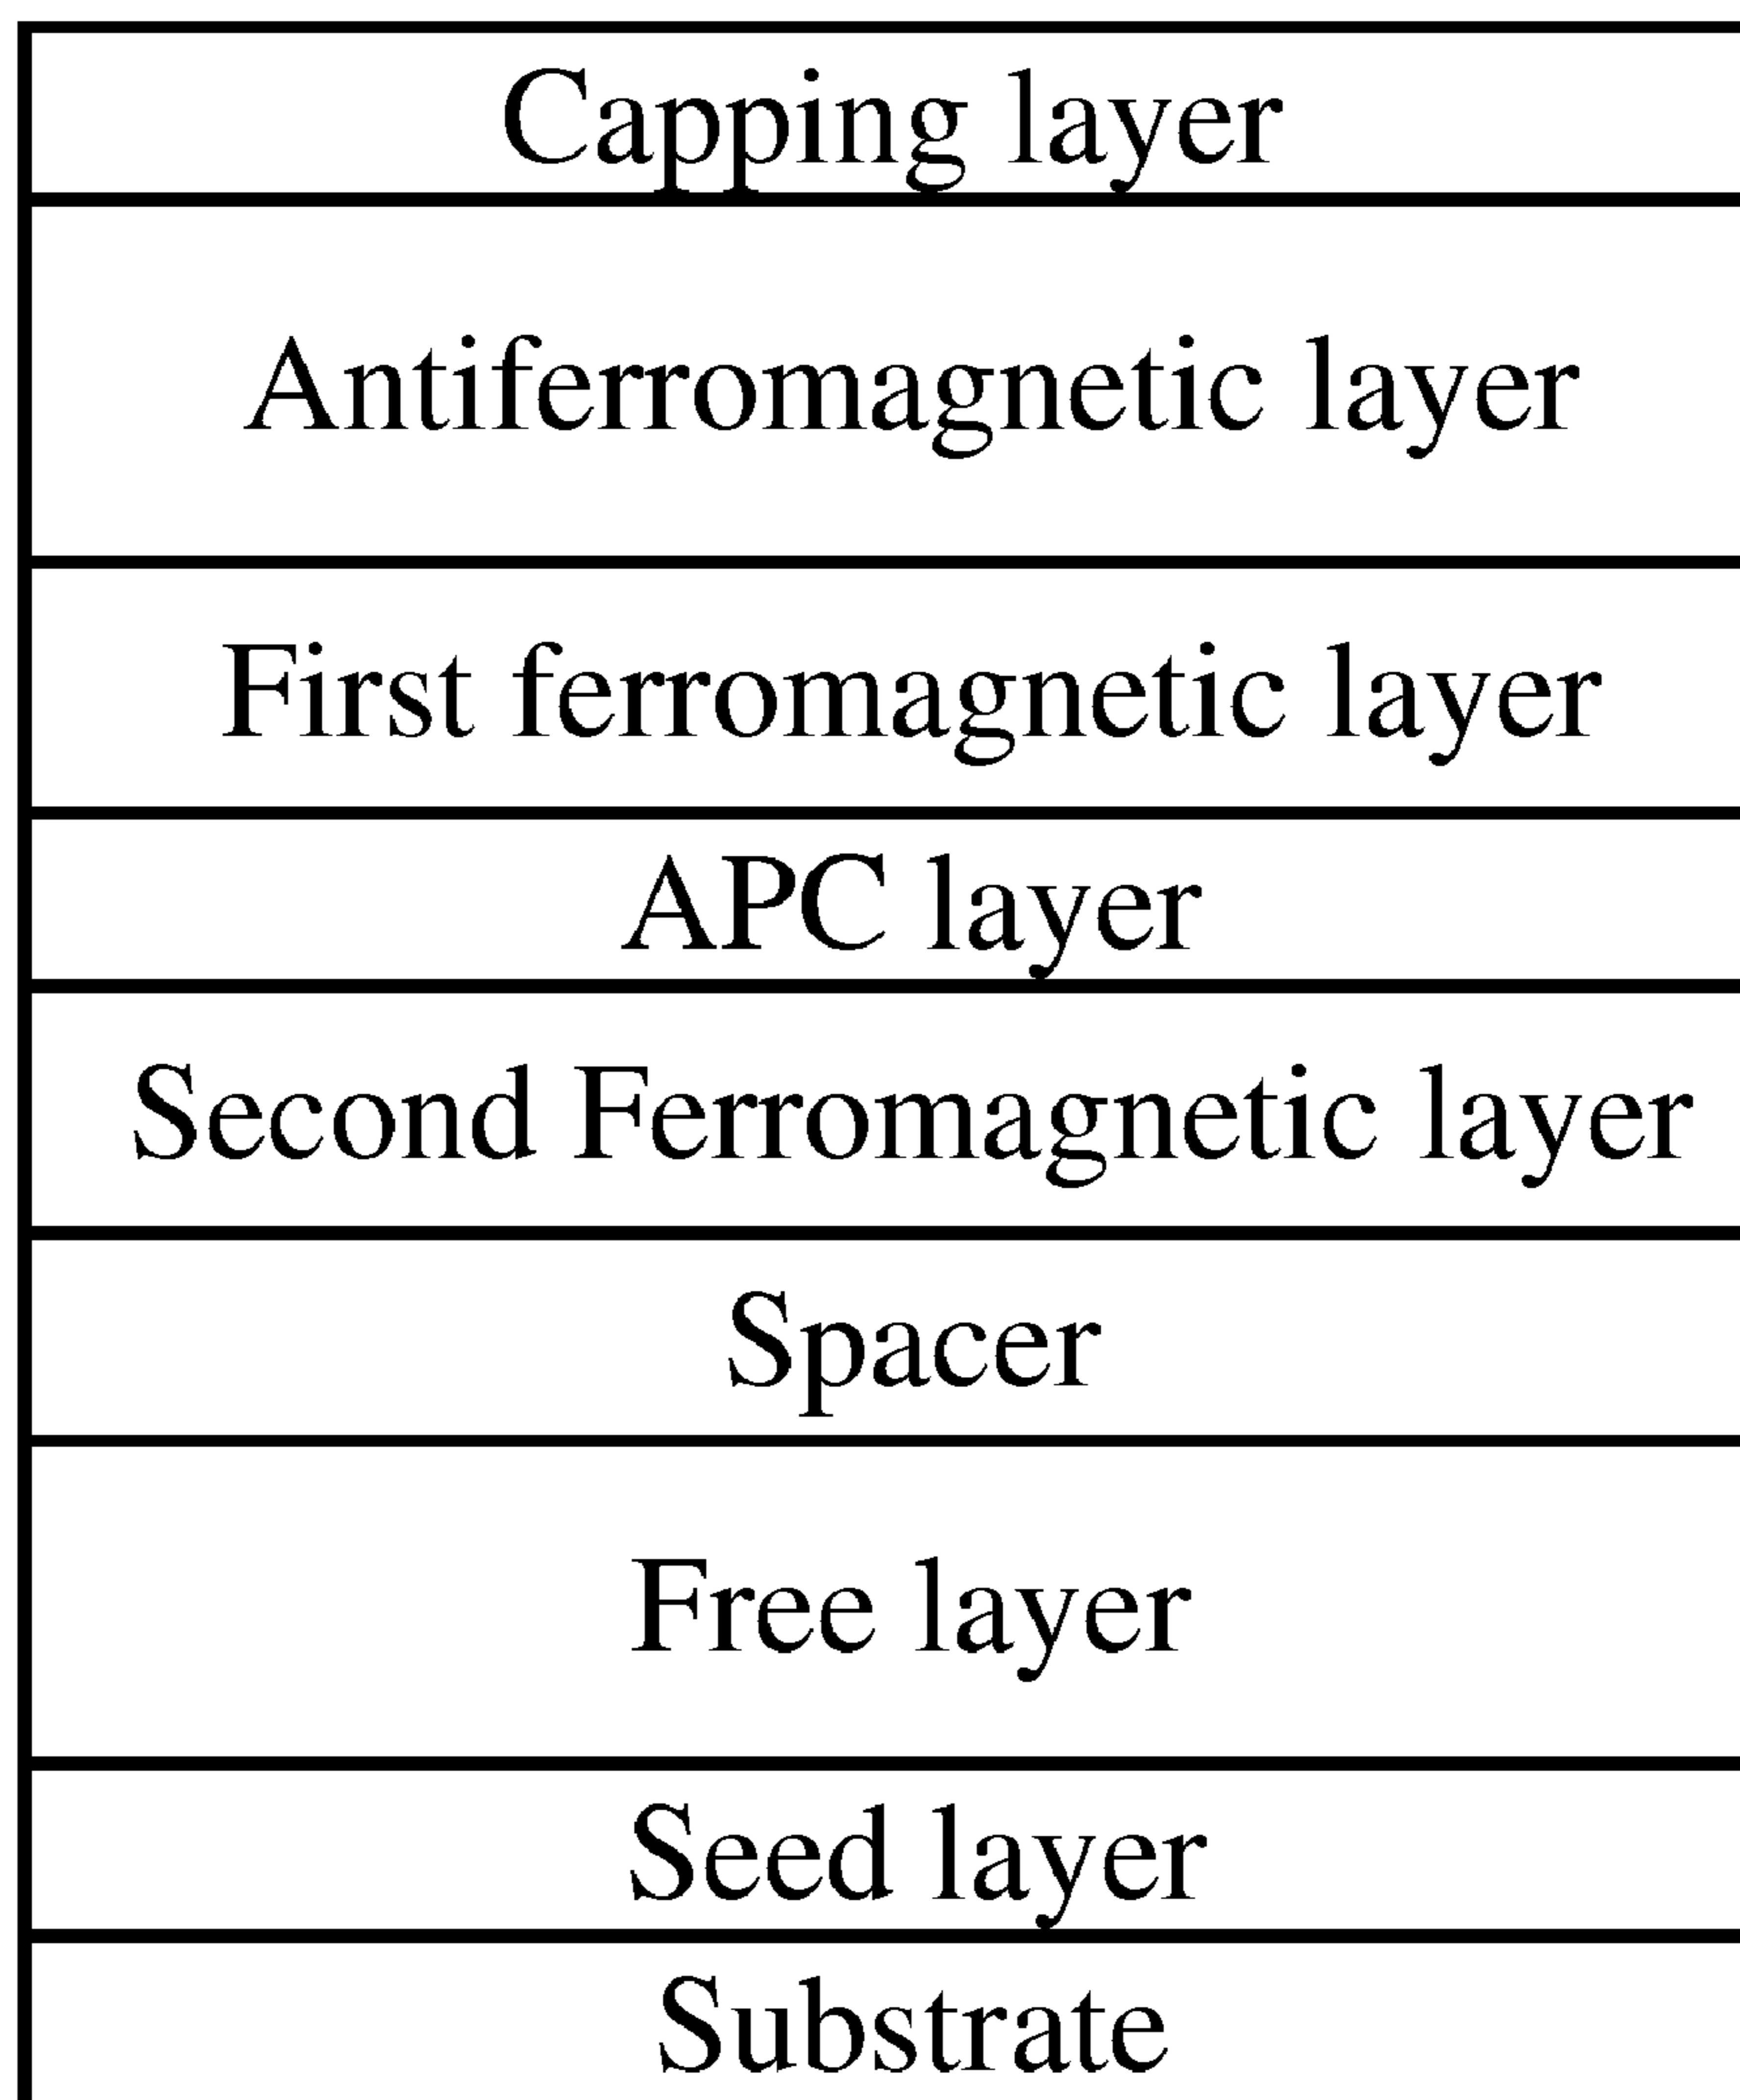 Capping layer
Antiferromagnetic layer
First ferromagnetic layer
APC layer
Second Ferromagnetic layer
Spacer
Free layer
Seed layer
Substrate